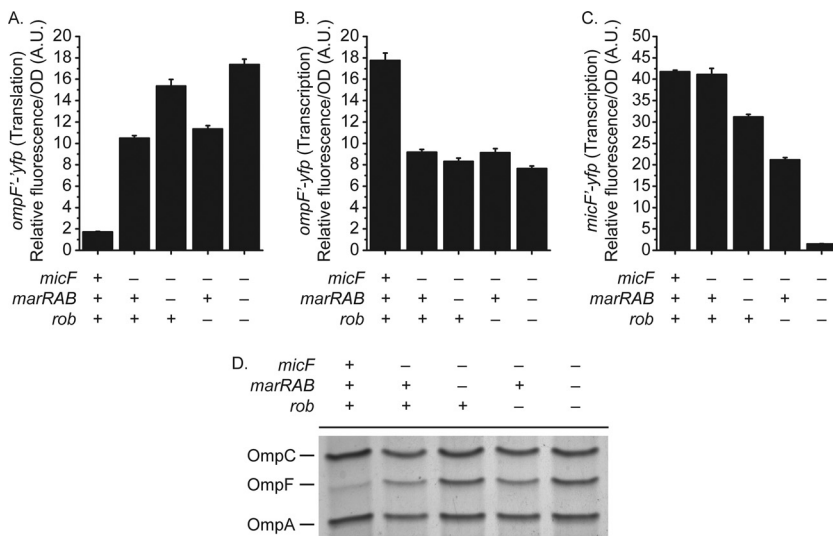 A.
ompF'-'yfp (Translation)
Relative fluorescence/OD (A.U.)
20
18
16
14
12
10
8
6
4
2
0
micF + – – – –
marRAB + + – + –
rob + + + – –
B.
ompF'-yfp (Transcription)
Relative fluorescence/OD (A.U.)
20
18
16
14
12
10
8
6
4
2
0
micF + – – – –
marRAB + + – + –
rob + + + – –
C.
micF'-yfp (Transcription)
Relative fluorescence/OD (A.U.)
50
45
40
35
30
25
20
15
10
5
0
micF + – – – –
marRAB + + – + –
rob + + + – –
D.
micF + – – – –
marRAB + + – + –
rob + + + – –
OmpC –
OmpF –
OmpA –